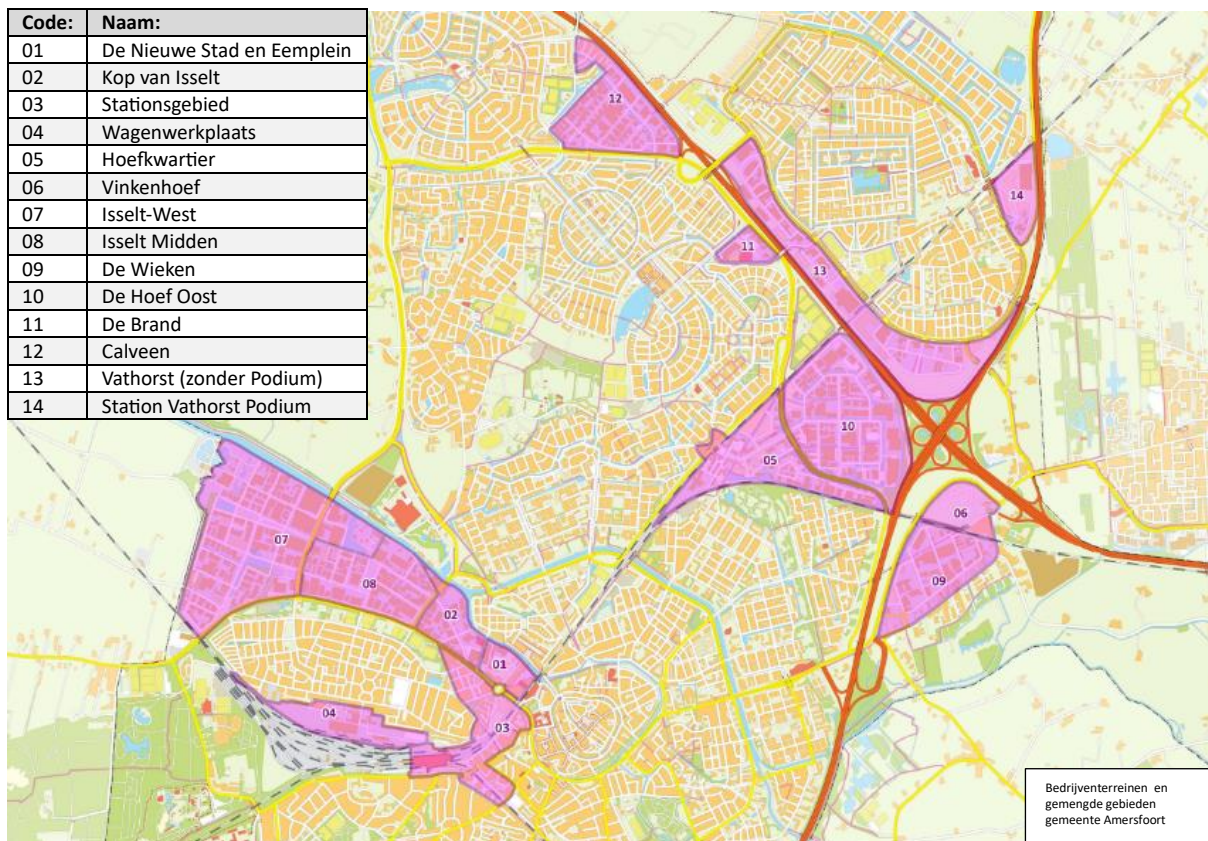 Code: Naam:
01 De Nieuwe Stad en Eemplein
02 Kop van Isselt
03 Stationsgebied
04 Wagenwerkplaats
05 Hoefkwartier
06 Vinkenhoef
07 Isselt-West
08 Isselt Midden
09 De Wieken
10 De Hoef Oost
11 De Brand
12 Calveen
13 Vathorst (zonder Podium)
14 Station Vathorst Podium
12
14
11
13
10
05
06
07
08
09
02
01
04
03
Bedrijventerreinen en
gemengde gebieden
gemeente Amersfoort